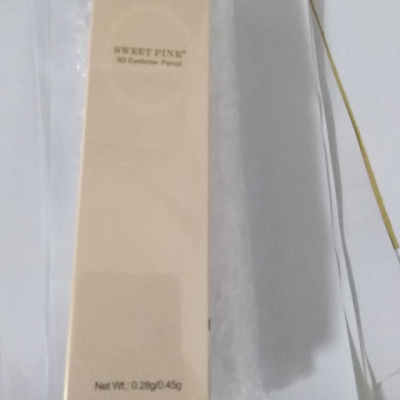 SWEET PINK®
3D Eyebrow Pencil
Net Wt.: 0.28g/0.45g